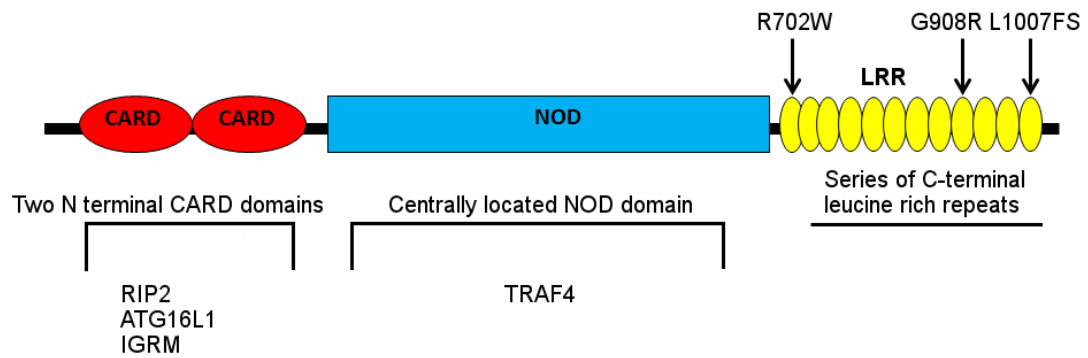 R702W G908R L1007FS
LRR
CARD CARD NOD
Two N terminal CARD domains Centrally located NOD domain Series of C-terminal
leucine rich repeats
RIP2 TRAF4
ATG16L1
IGRM